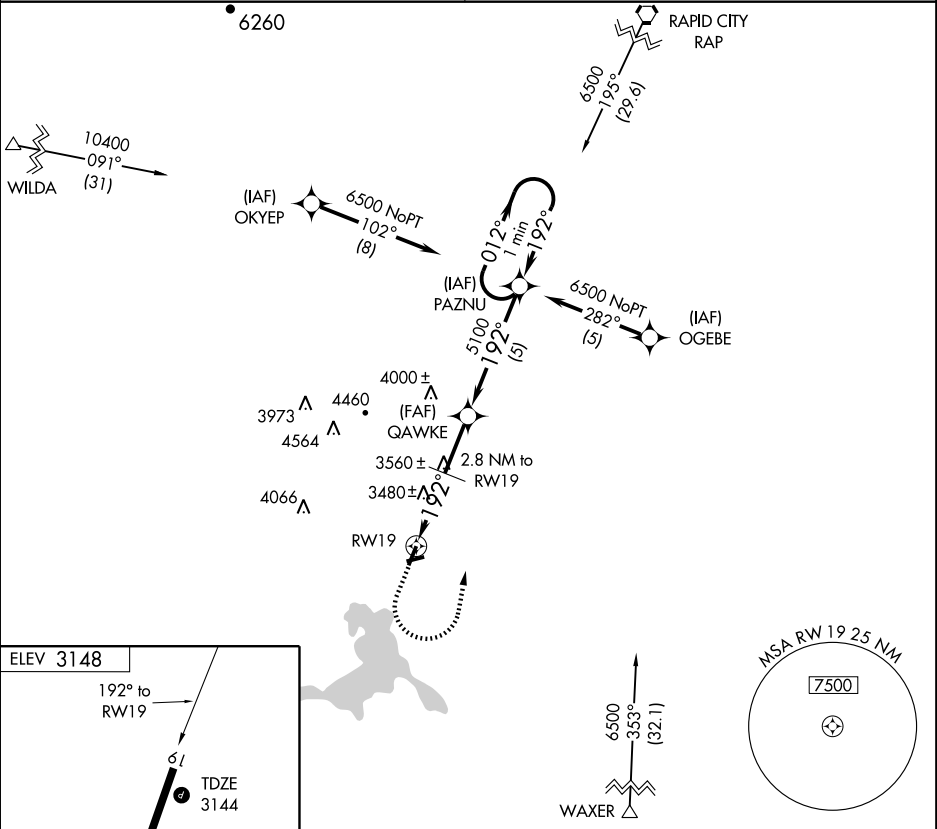 6260
RAPID CITY
RAP
6500
195°
(29.6)
10400
091°
(31)
WILDA
(IAF)
OKYEP
6500 NoPT
102°
(8)
012°
1 min
192°
(IAF)
PAZNU
6500 NoPT
282°
(5)
(IAF)
OGEBE
5100
192°
(5)
4000 ±
3973
4460
4564
(FAF)
QAWKE
3560 ±
2.8 NM to
RW19
3480 ±
4066
192°
RW19
ELEV 3148
192° to
RW19
19
P
TDZE
3144
6500
353°
(32.1)
WAXER
MSA RW 19 25 NM
7500